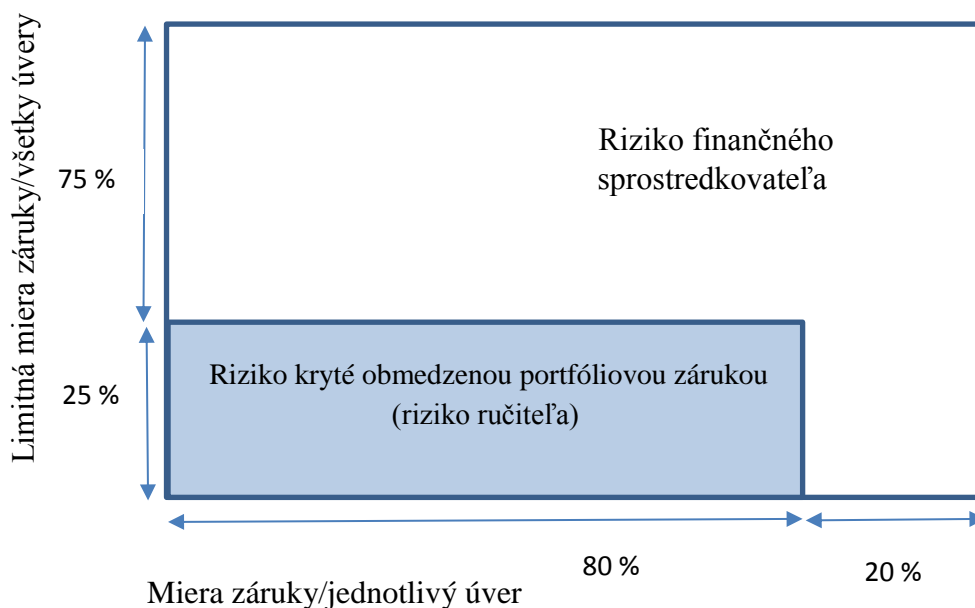 Limitná miera záruky/všetky úvery
75 %
Riziko finančného
sprostredkovateľa
25 %
Riziko kryté obmedzenou portfóliovou zárukou
(riziko ručiteľa)
80 %
20 %
Miera záruky/jednotlivý úver